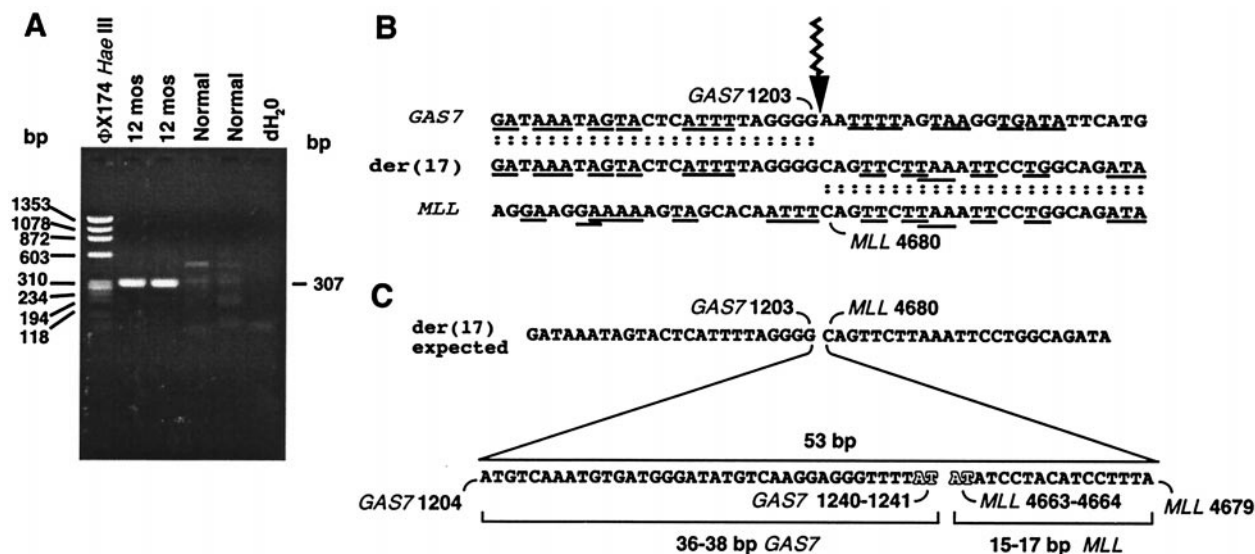 A
ΦX174 Hae III
12 mos
12 mos
Normal
Normal
dH20
bp
bp
1353
1078
872
603
310
234
194
118
307
B
GAS7 1203
GAS7 GATAAATAGTACTCATTTTAGGGGAATTTTAGTAAGGTGATATTCATG
der(17) GATAAATAGTACTCATTTTAGGGGCAGTTCTTAAATTCCTGGCAGATA
MLL AGGAAGGAAAAAGTAGCACAATTTCAGTTCTTAAATTCCTGGCAGATA
MLL 4680
C
GAS7 1203 MLL 4680
der(17) expected
GATAAATAGTACTCATTTTAGGGG CAGTTCTTAAATTCCTGGCAGATA
53 bp
ATGTCAAATGTGATGGGATATGTCAAGGAGGGTTTTAT ATATCCTACATCCTTTA
GAS7 1204 GAS7 1240-1241 MLL 4663-4664 MLL 4679
36-38 bp GAS7 15-17 bp MLL